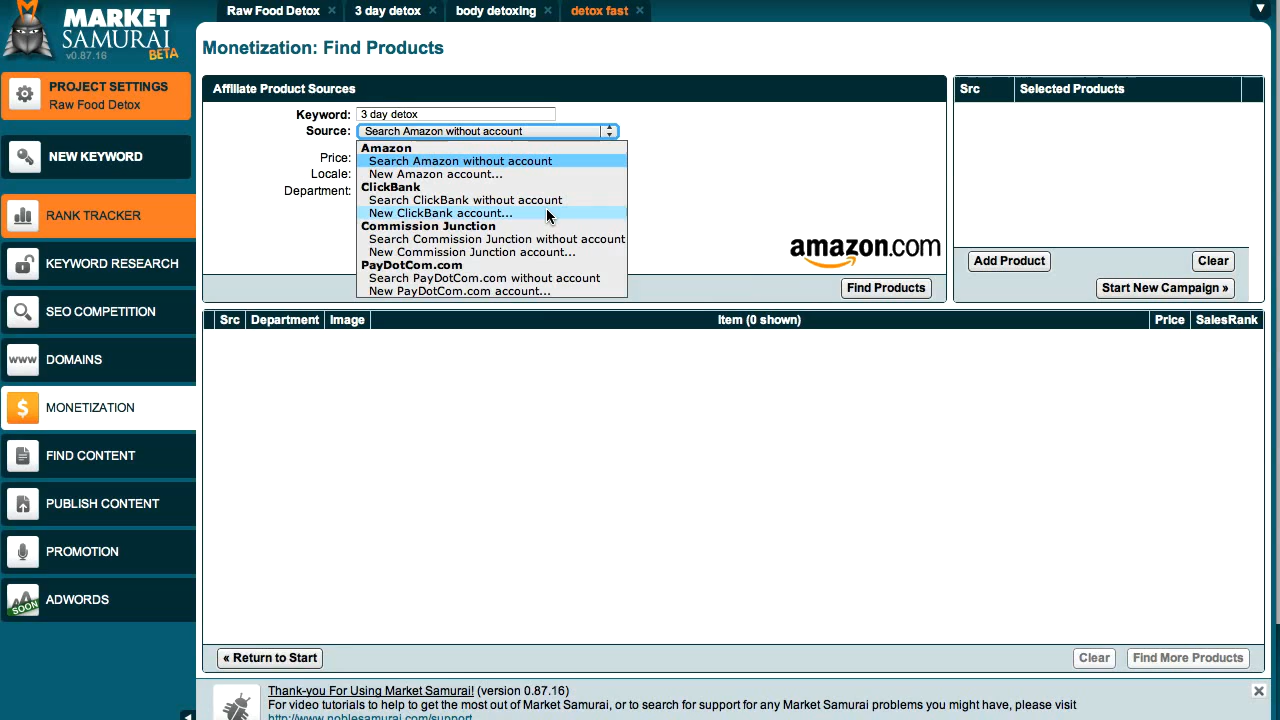 MARKET
SAMURAI
v0.87.16
BETA
Raw Food Detox
3 day detox
body detoxing
detox fast
Monetization: Find Products
PROJECT SETTINGS
Raw Food Detox
NEW KEYWORD
RANK TRACKER
KEYWORD RESEARCH
SEO COMPETITION
WWW
DOMAINS
$
MONETIZATION
FIND CONTENT
PUBLISH CONTENT
PROMOTION
SOON
ADWORDS
Affiliate Product Sources
Keyword: 3 day detox
Source: Search Amazon without account
Price:
Locale:
Department:
Amazon
Search Amazon without account
New Amazon account...
ClickBank
Search ClickBank without account
New ClickBank account...
Commission Junction
Search Commission Junction without account
New Commission Junction account...
PayDotCom.com
Search PayDotCom.com without account
New PayDotCom.com account...
amazon.com
Find Products
Src Selected Products
Add Product Clear
Start New Campaign »
Src Department Image Item (0 shown) Price SalesRank
« Return to Start Clear Find More Products
Thank-you For Using Market Samurai! (version 0.87.16)
For video tutorials to help to get the most out of Market Samurai, or to search for support for any Market Samurai problems you might have, please visit
http://www.noblesamurai.com/support